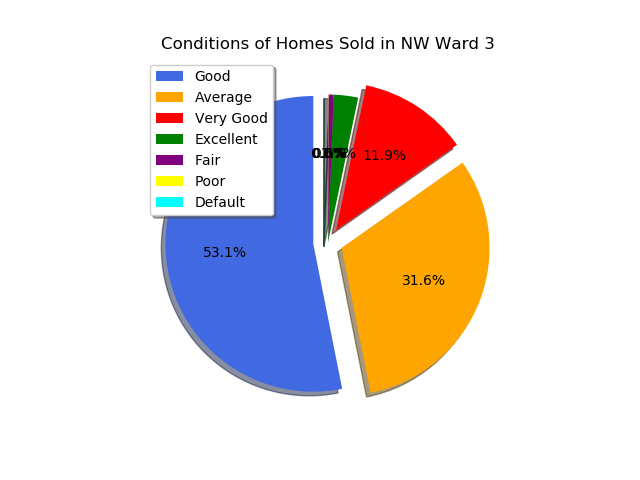 Conditions of Homes Sold in NW Ward 3
Good
Average
Very Good
Excellent
Fair
Poor
Default
11.9%
53.1%
31.6%